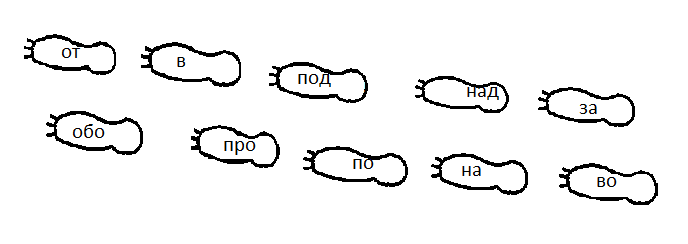 от в под над за
обо про по на во